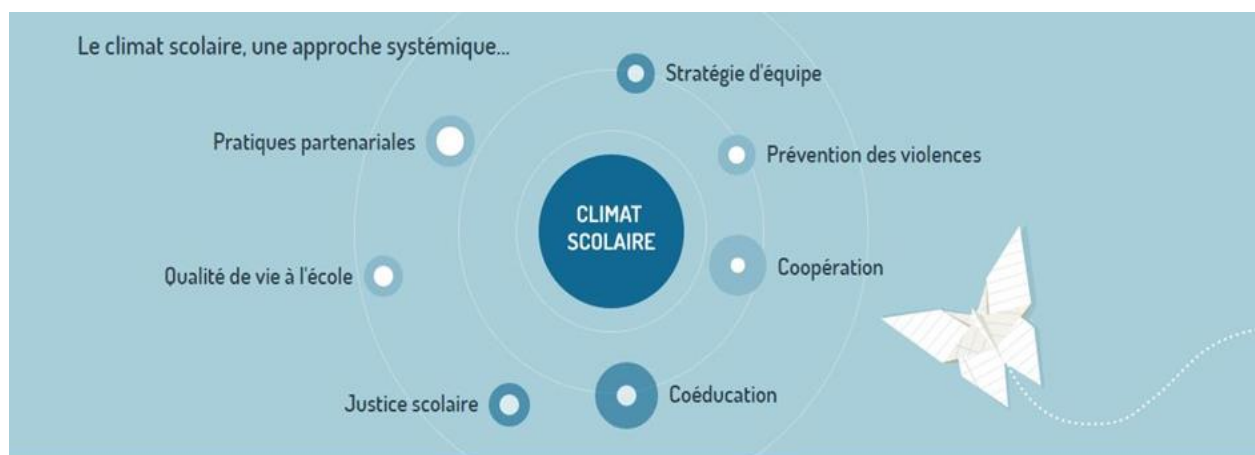 Le climat scolaire, une approche systémique...
Stratégie d'équipe
Pratiques partenariales
Prévention des violences
CLIMAT
SCOLAIRE
Coopération
Qualité de vie à l'école
Justice scolaire
Coéducation